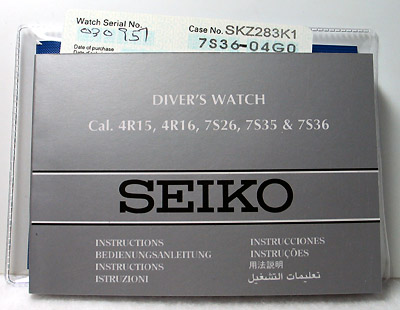 Watch Serial No. Case No. SKZ283K1
030951 7S36-04G0
Date of purchase
DIVER'S WATCH
Cal. 4R15, 4R16, 7S26, 7S35 & 7S36
SEIKO
INSTRUCTIONS INSTRUCCIONES
BEDIENUNGSANLEITUNG INSTRUÇÕES
INSTRUCTIONS 用法説明
ISTRUZIONI تعليمات التشغيل